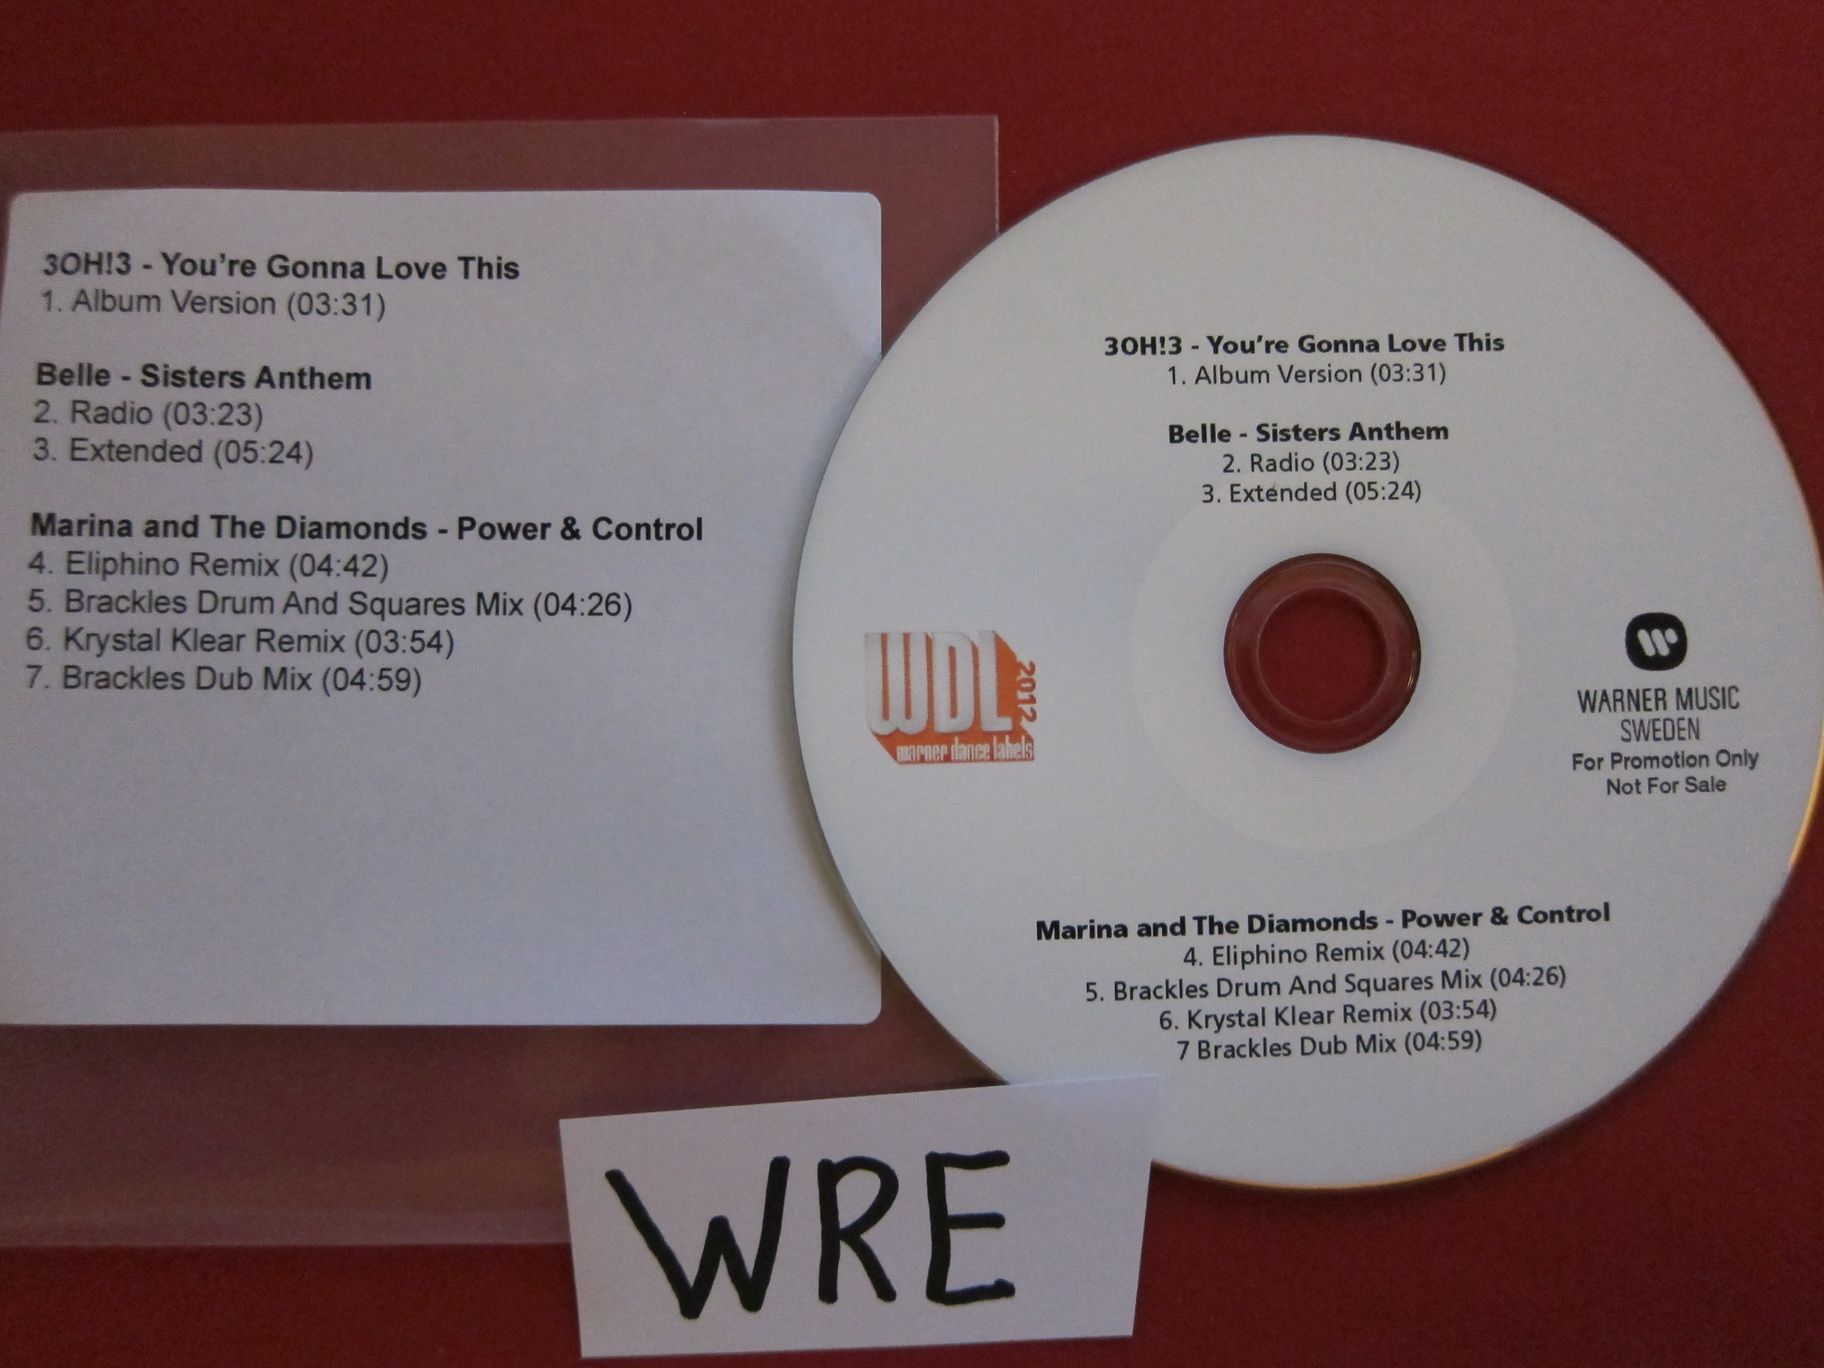 3OH!3 - You're Gonna Love This
1. Album Version (03:31)
Belle - Sisters Anthem
2. Radio (03:23)
3. Extended (05:24)
Marina and The Diamonds - Power & Control
4. Eliphino Remix (04:42)
5. Brackles Drum And Squares Mix (04:26)
6. Krystal Klear Remix (03:54)
7. Brackles Dub Mix (04:59)
3OH!3 - You're Gonna Love This
1. Album Version (03:31)
Belle - Sisters Anthem
2. Radio (03:23)
3. Extended (05:24)
WDL
2012
warner dance labels
WARNER MUSIC
SWEDEN
For Promotion Only
Not For Sale
Marina and The Diamonds - Power & Control
4. Eliphino Remix (04:42)
5. Brackles Drum And Squares Mix (04:26)
6. Krystal Klear Remix (03:54)
7 Brackles Dub Mix (04:59)
WRE